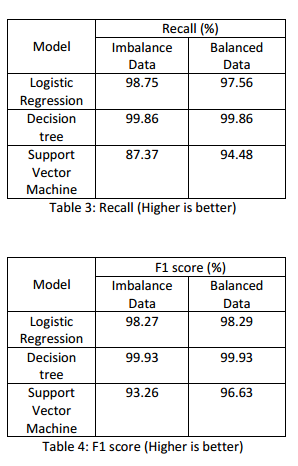 Recall (%)
Model Imbalance Data Balanced Data
Logistic Regression 98.75 97.56
Decision tree 99.86 99.86
Support Vector Machine 87.37 94.48
Table 3: Recall (Higher is better)
F1 score (%)
Model Imbalance Data Balanced Data
Logistic Regression 98.27 98.29
Decision tree 99.93 99.93
Support Vector Machine 93.26 96.63
Table 4: F1 score (Higher is better)